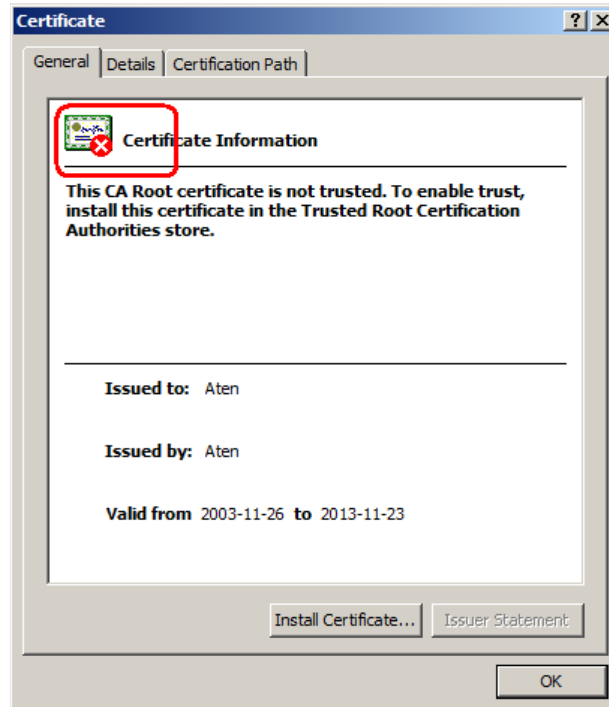 Certificate
General Details Certification Path
Certificate Information
This CA Root certificate is not trusted. To enable trust,
install this certificate in the Trusted Root Certification
Authorities store.
Issued to: Aten
Issued by: Aten
Valid from 2003-11-26 to 2013-11-23
Install Certificate... Issuer Statement
OK